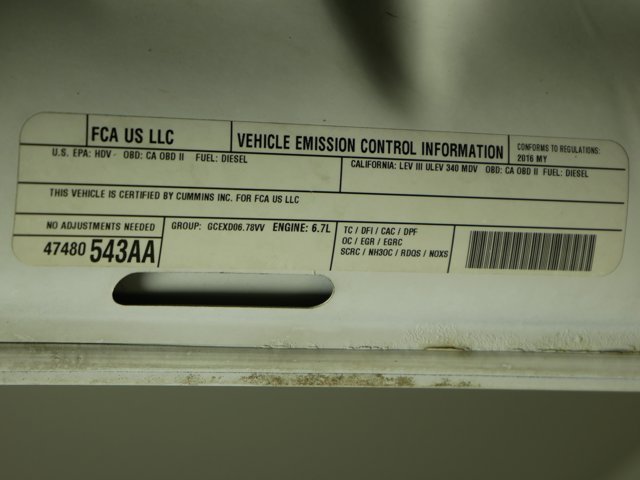 FCA US LLC
VEHICLE EMISSION CONTROL INFORMATION
CONFORMS TO REGULATIONS:
2016 MY
U.S. EPA: HDV OBD: CA OBD II FUEL: DIESEL
CALIFORNIA: LEV III ULEV 340 MDV OBD: CA OBD II FUEL: DIESEL
THIS VEHICLE IS CERTIFIED BY CUMMINS INC. FOR FCA US LLC
NO ADJUSTMENTS NEEDED
47480 543AA
GROUP: GCEXD06.78VV ENGINE: 6.7L
TC / DFI / CAC / DPF
OC / EGR / EGRC
SCRC / NH3OC / RDQS / NOXS